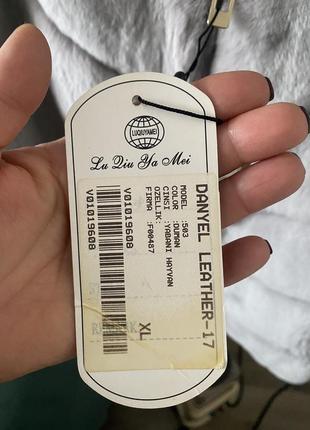 LUQIUYAMEI
Lu Qiu Ya Mei
DANYEL LEATHER-17
MODEL :503
COLOR :DUMAN
CINSI :YABANI HAYVAN
OZELLIK:
FIRMA :F00487
XL
V01019608
V01019608